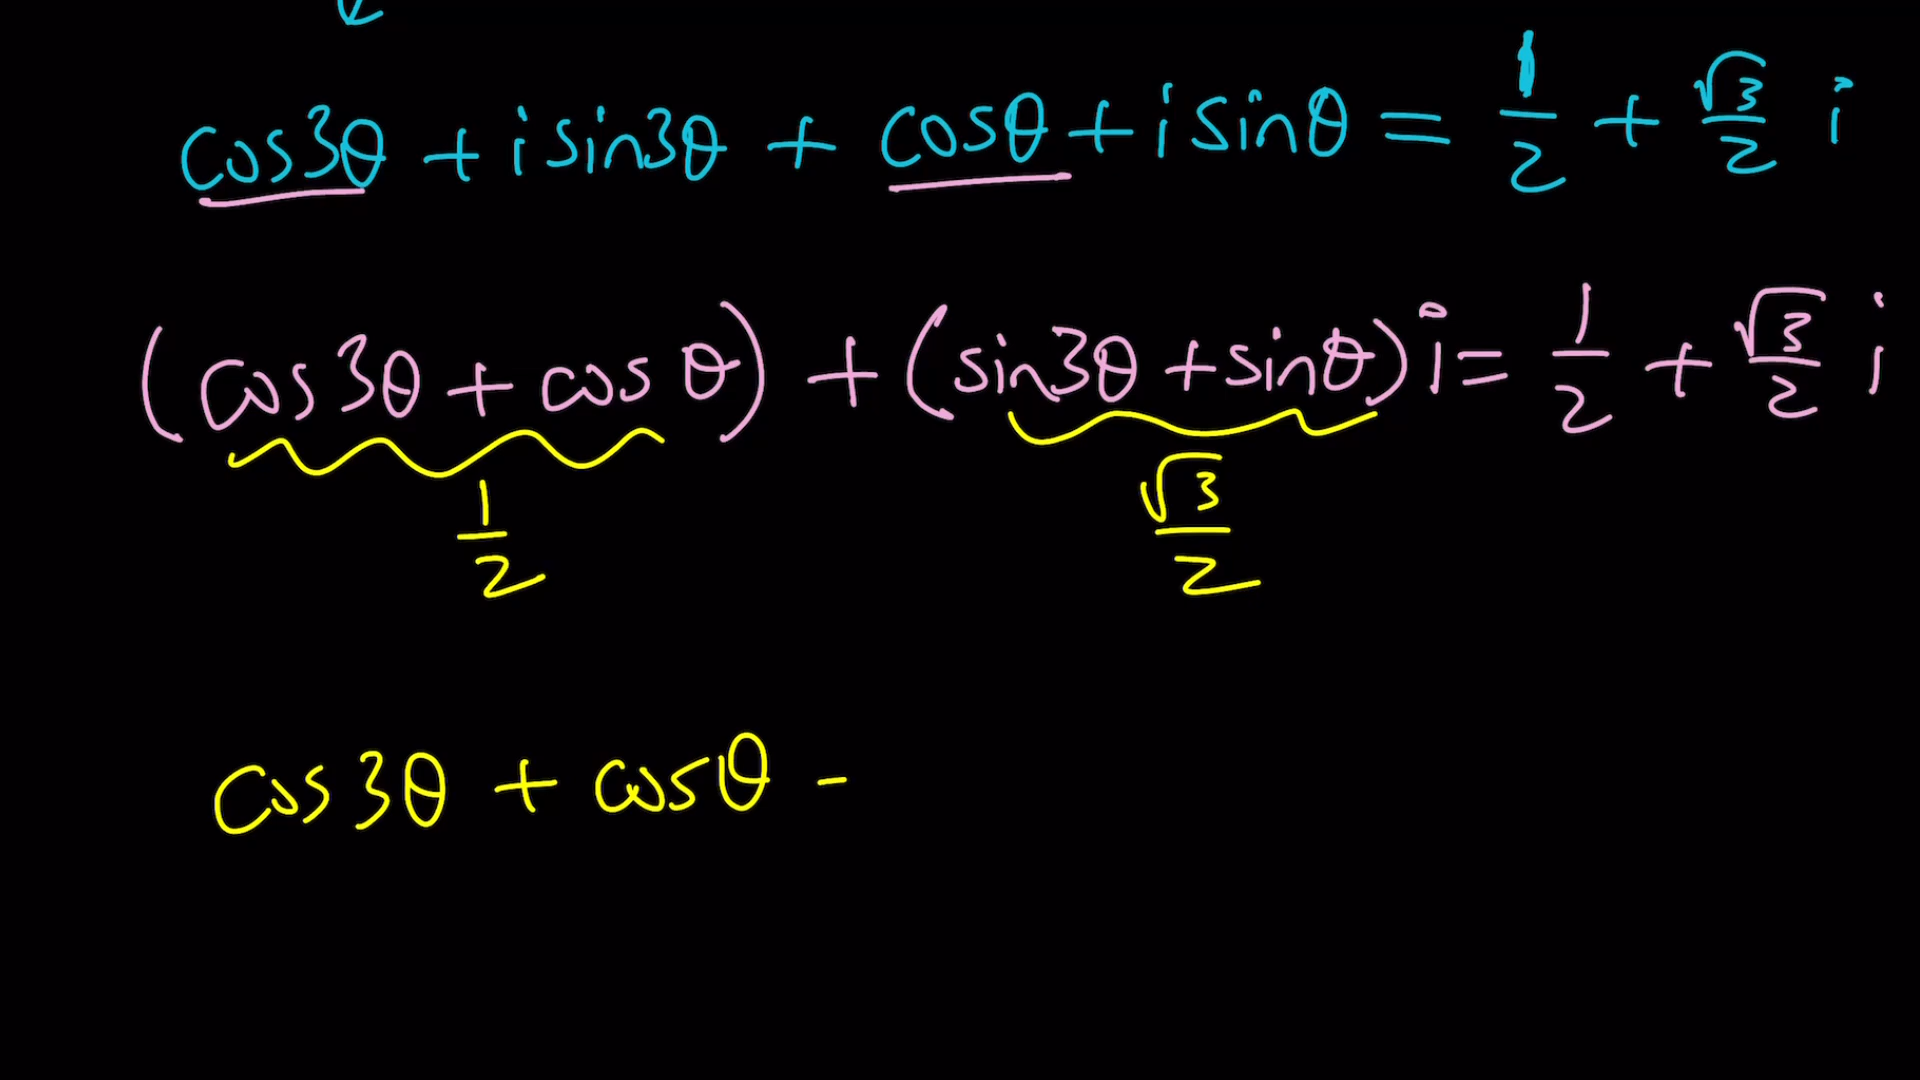 cos3θ + i sin3θ + cosθ + i sinθ = 1/2 + √3/2 i
(cos3θ + cos θ) + (sin3θ + sinθ) i = 1/2 + √3/2 i
1/2 √3/2
cos3θ + cosθ -